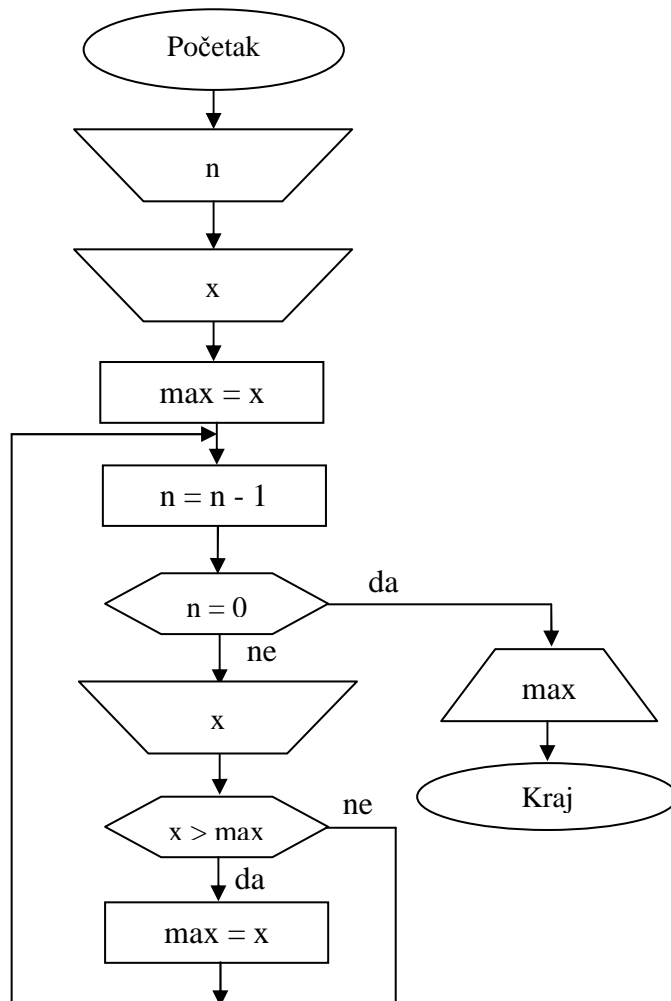 Početak
n
x
max = x
n = n - 1
n = 0
da
ne
x
max
x > max
ne
Kraj
da
max = x